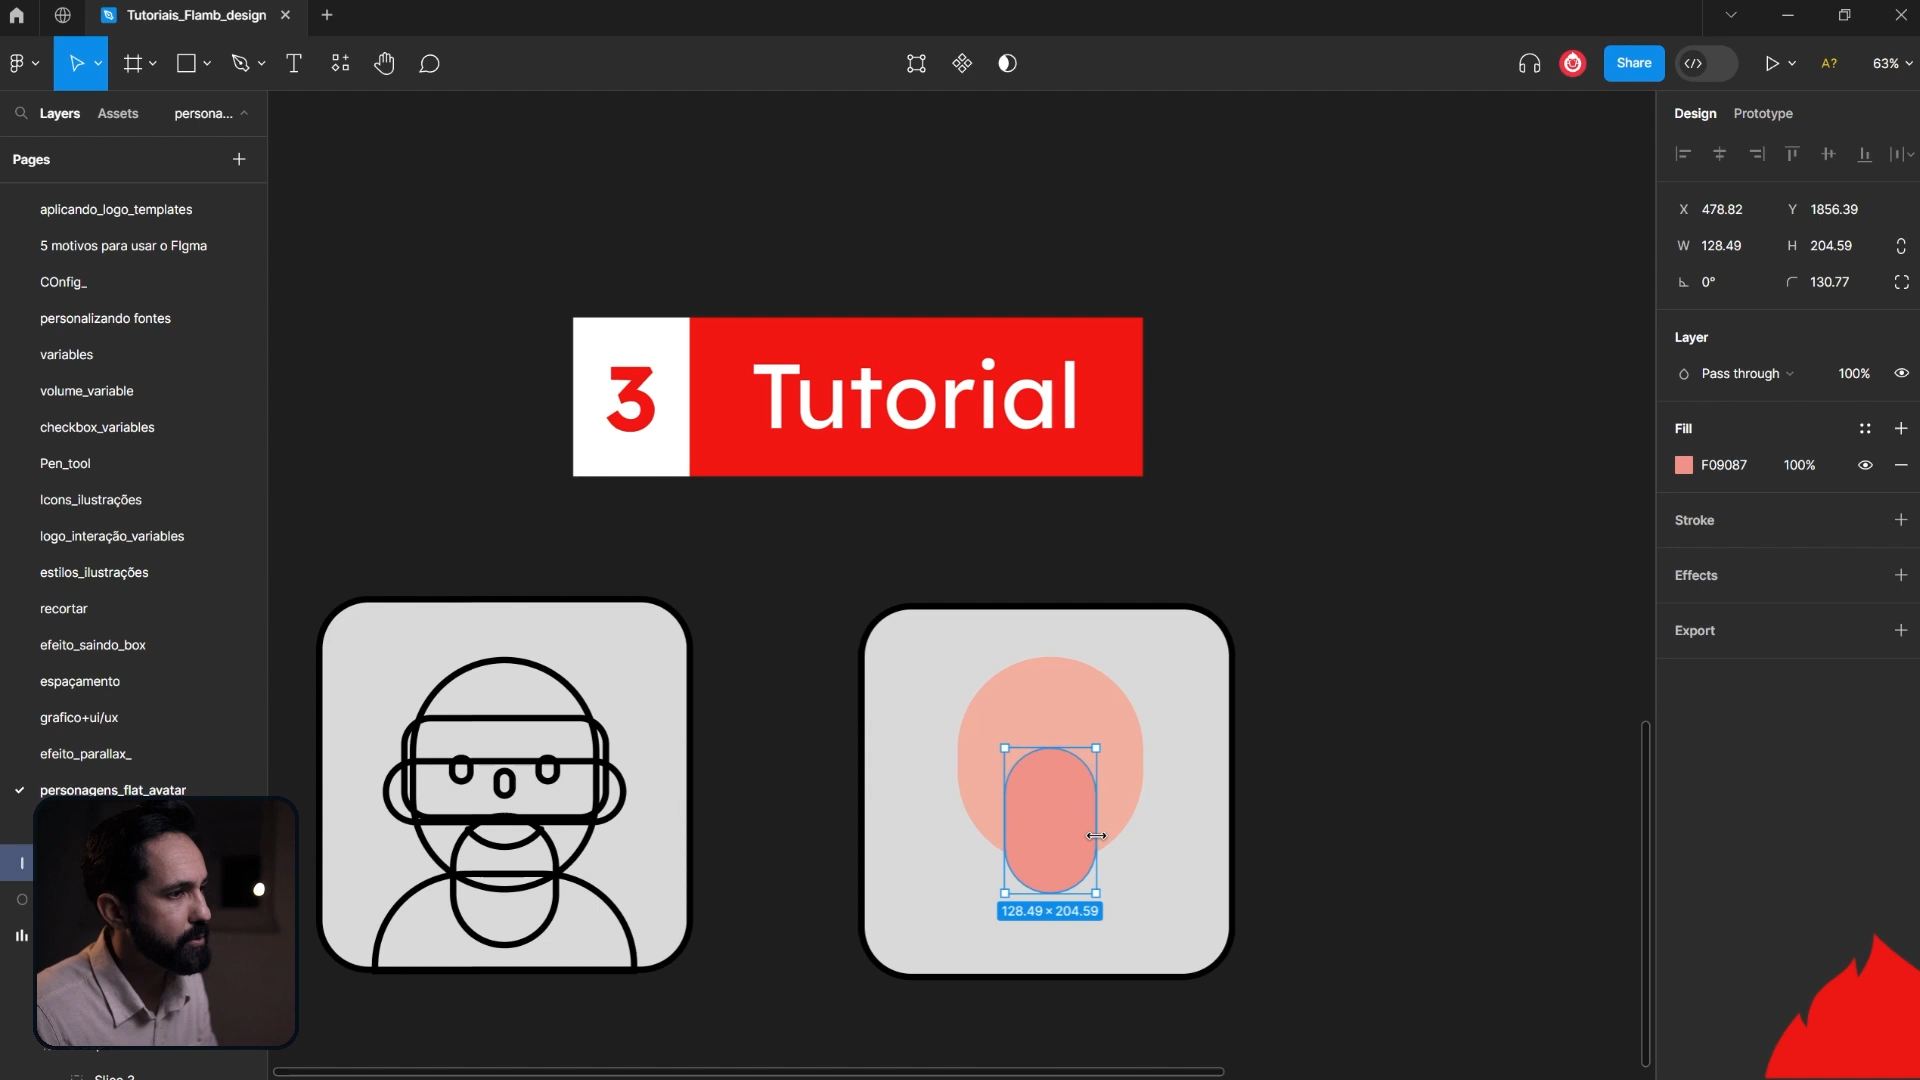 Tutoriais_Flamb_design
Share
63%
A?
Layers
Assets
persona...
Pages
aplicando_logo_templates
5 motivos para usar o FIgma
COnfig_
personalizando fontes
variables
volume_variable
checkbox_variables
Pen_tool
Icons_ilustrações
logo_interação_variables
estilos_ilustrações
recortar
efeito_saindo_box
espaçamento
grafico+ui/ux
efeito_parallax_
personagens_flat_avatar
3
Tutorial
128.49 × 204.59
Design
Prototype
X 478.82
Y 1856.39
W 128.49
H 204.59
0°
130.77
Layer
Pass through
100%
Fill
F09087
100%
Stroke
Effects
Export